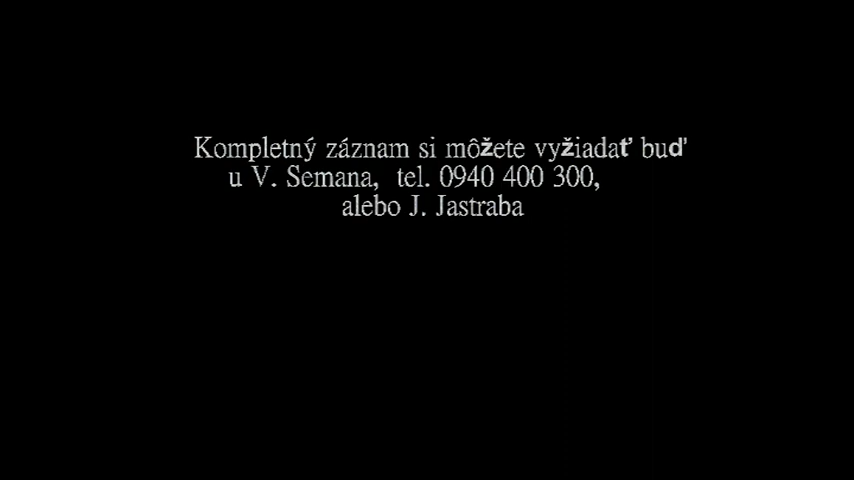 Kompletný záznam si môžete vyžiadať buď
u V. Semana, tel. 0940 400 300,
alebo J. Jastraba